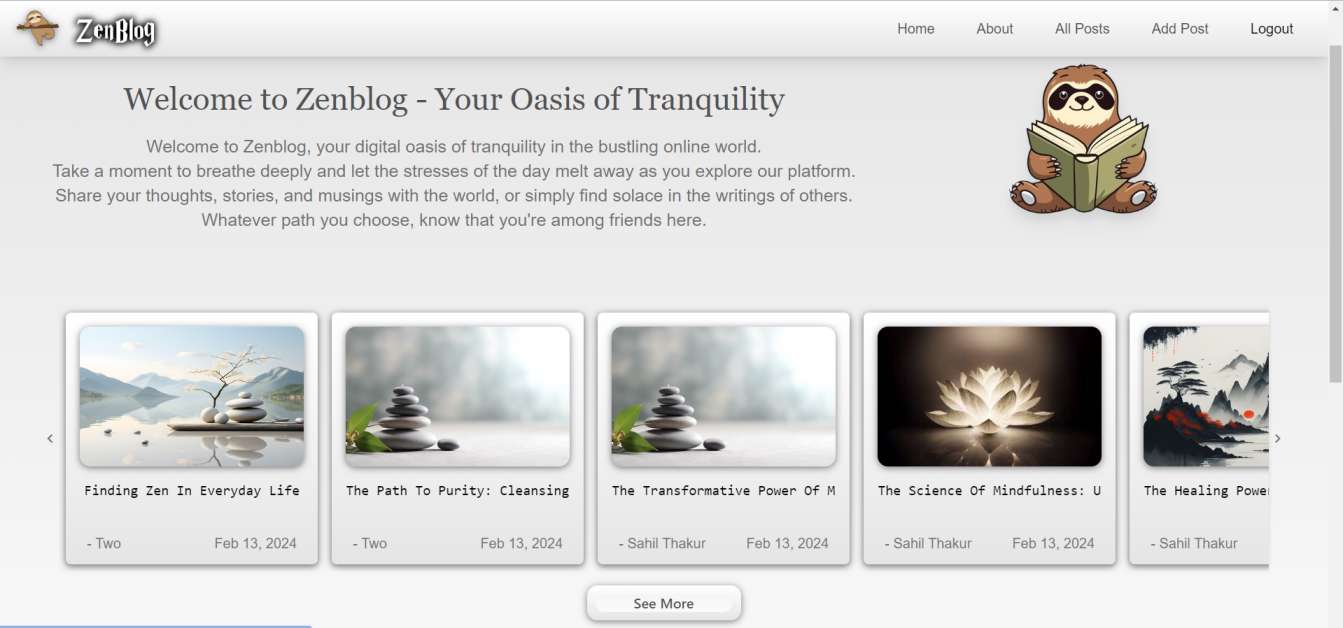 ZenBlog
Home
About
All Posts
Add Post
Logout
Welcome to Zenblog - Your Oasis of Tranquility
Welcome to Zenblog, your digital oasis of tranquility in the bustling online world.
Take a moment to breathe deeply and let the stresses of the day melt away as you explore our platform.
Share your thoughts, stories, and musings with the world, or simply find solace in the writings of others.
Whatever path you choose, know that you're among friends here.
Finding Zen In Everyday Life
- Two
Feb 13, 2024
The Path To Purity: Cleansing
- Two
Feb 13, 2024
The Transformative Power Of M
- Sahil Thakur
Feb 13, 2024
The Science Of Mindfulness: U
- Sahil Thakur
Feb 13, 2024
The Healing Power
- Sahil Thakur
See More